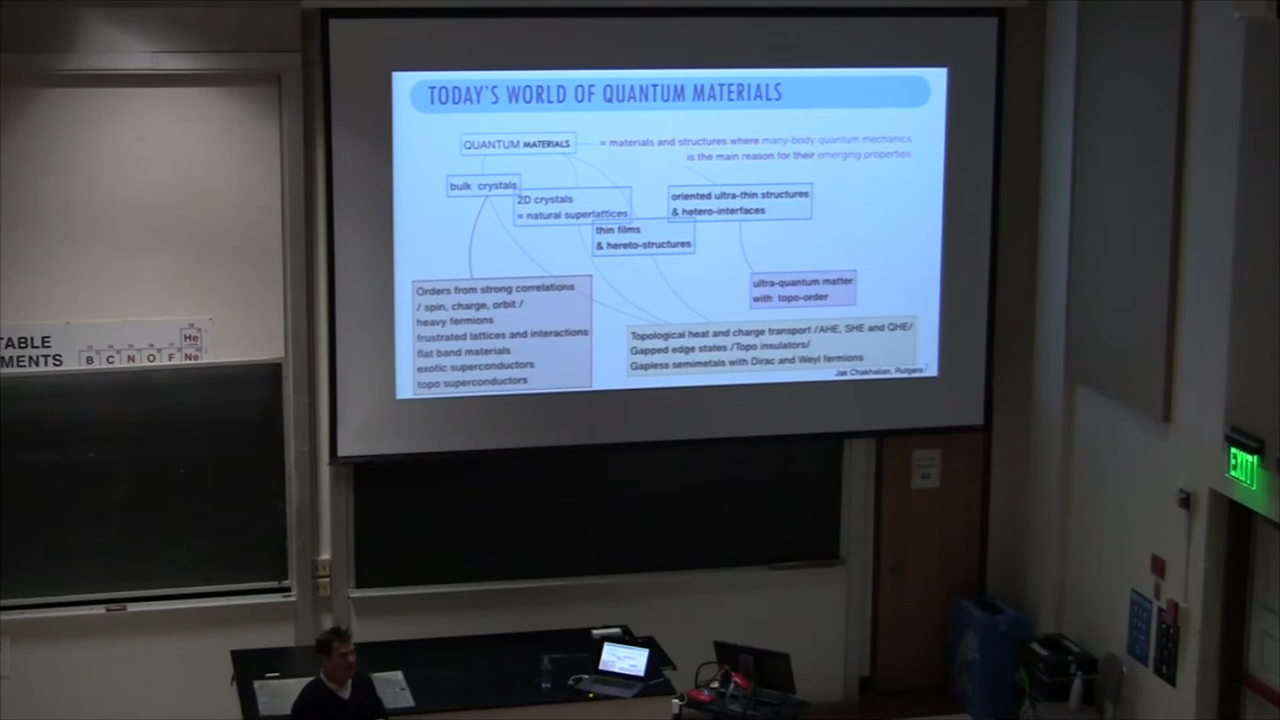 TODAY'S WORLD OF QUANTUM MATERIALS
QUANTUM MATERIALS
= materials and structures where many-body quantum mechanics
is the main reason for their emerging properties
bulk crystals
2D crystals
= natural superlattices
thin films
& hereto-structures
oriented ultra-thin structures
& hetero-interfaces
ultra-quantum matter
with topo-order
Orders from strong correlations
/ spin, charge, orbit /
heavy fermions
frustrated lattices and interactions
flat band materials
exotic superconductors
topo superconductors
Topological heat and charge transport /AHE, SHE and QHE/
Gapped edge states /Topo insulators/
Gapless semimetals with Dirac and Weyl fermions
Jak Chakhalian, Rutgers
7
TABLE
MENTS
He
B C N O F Ne
EXIT